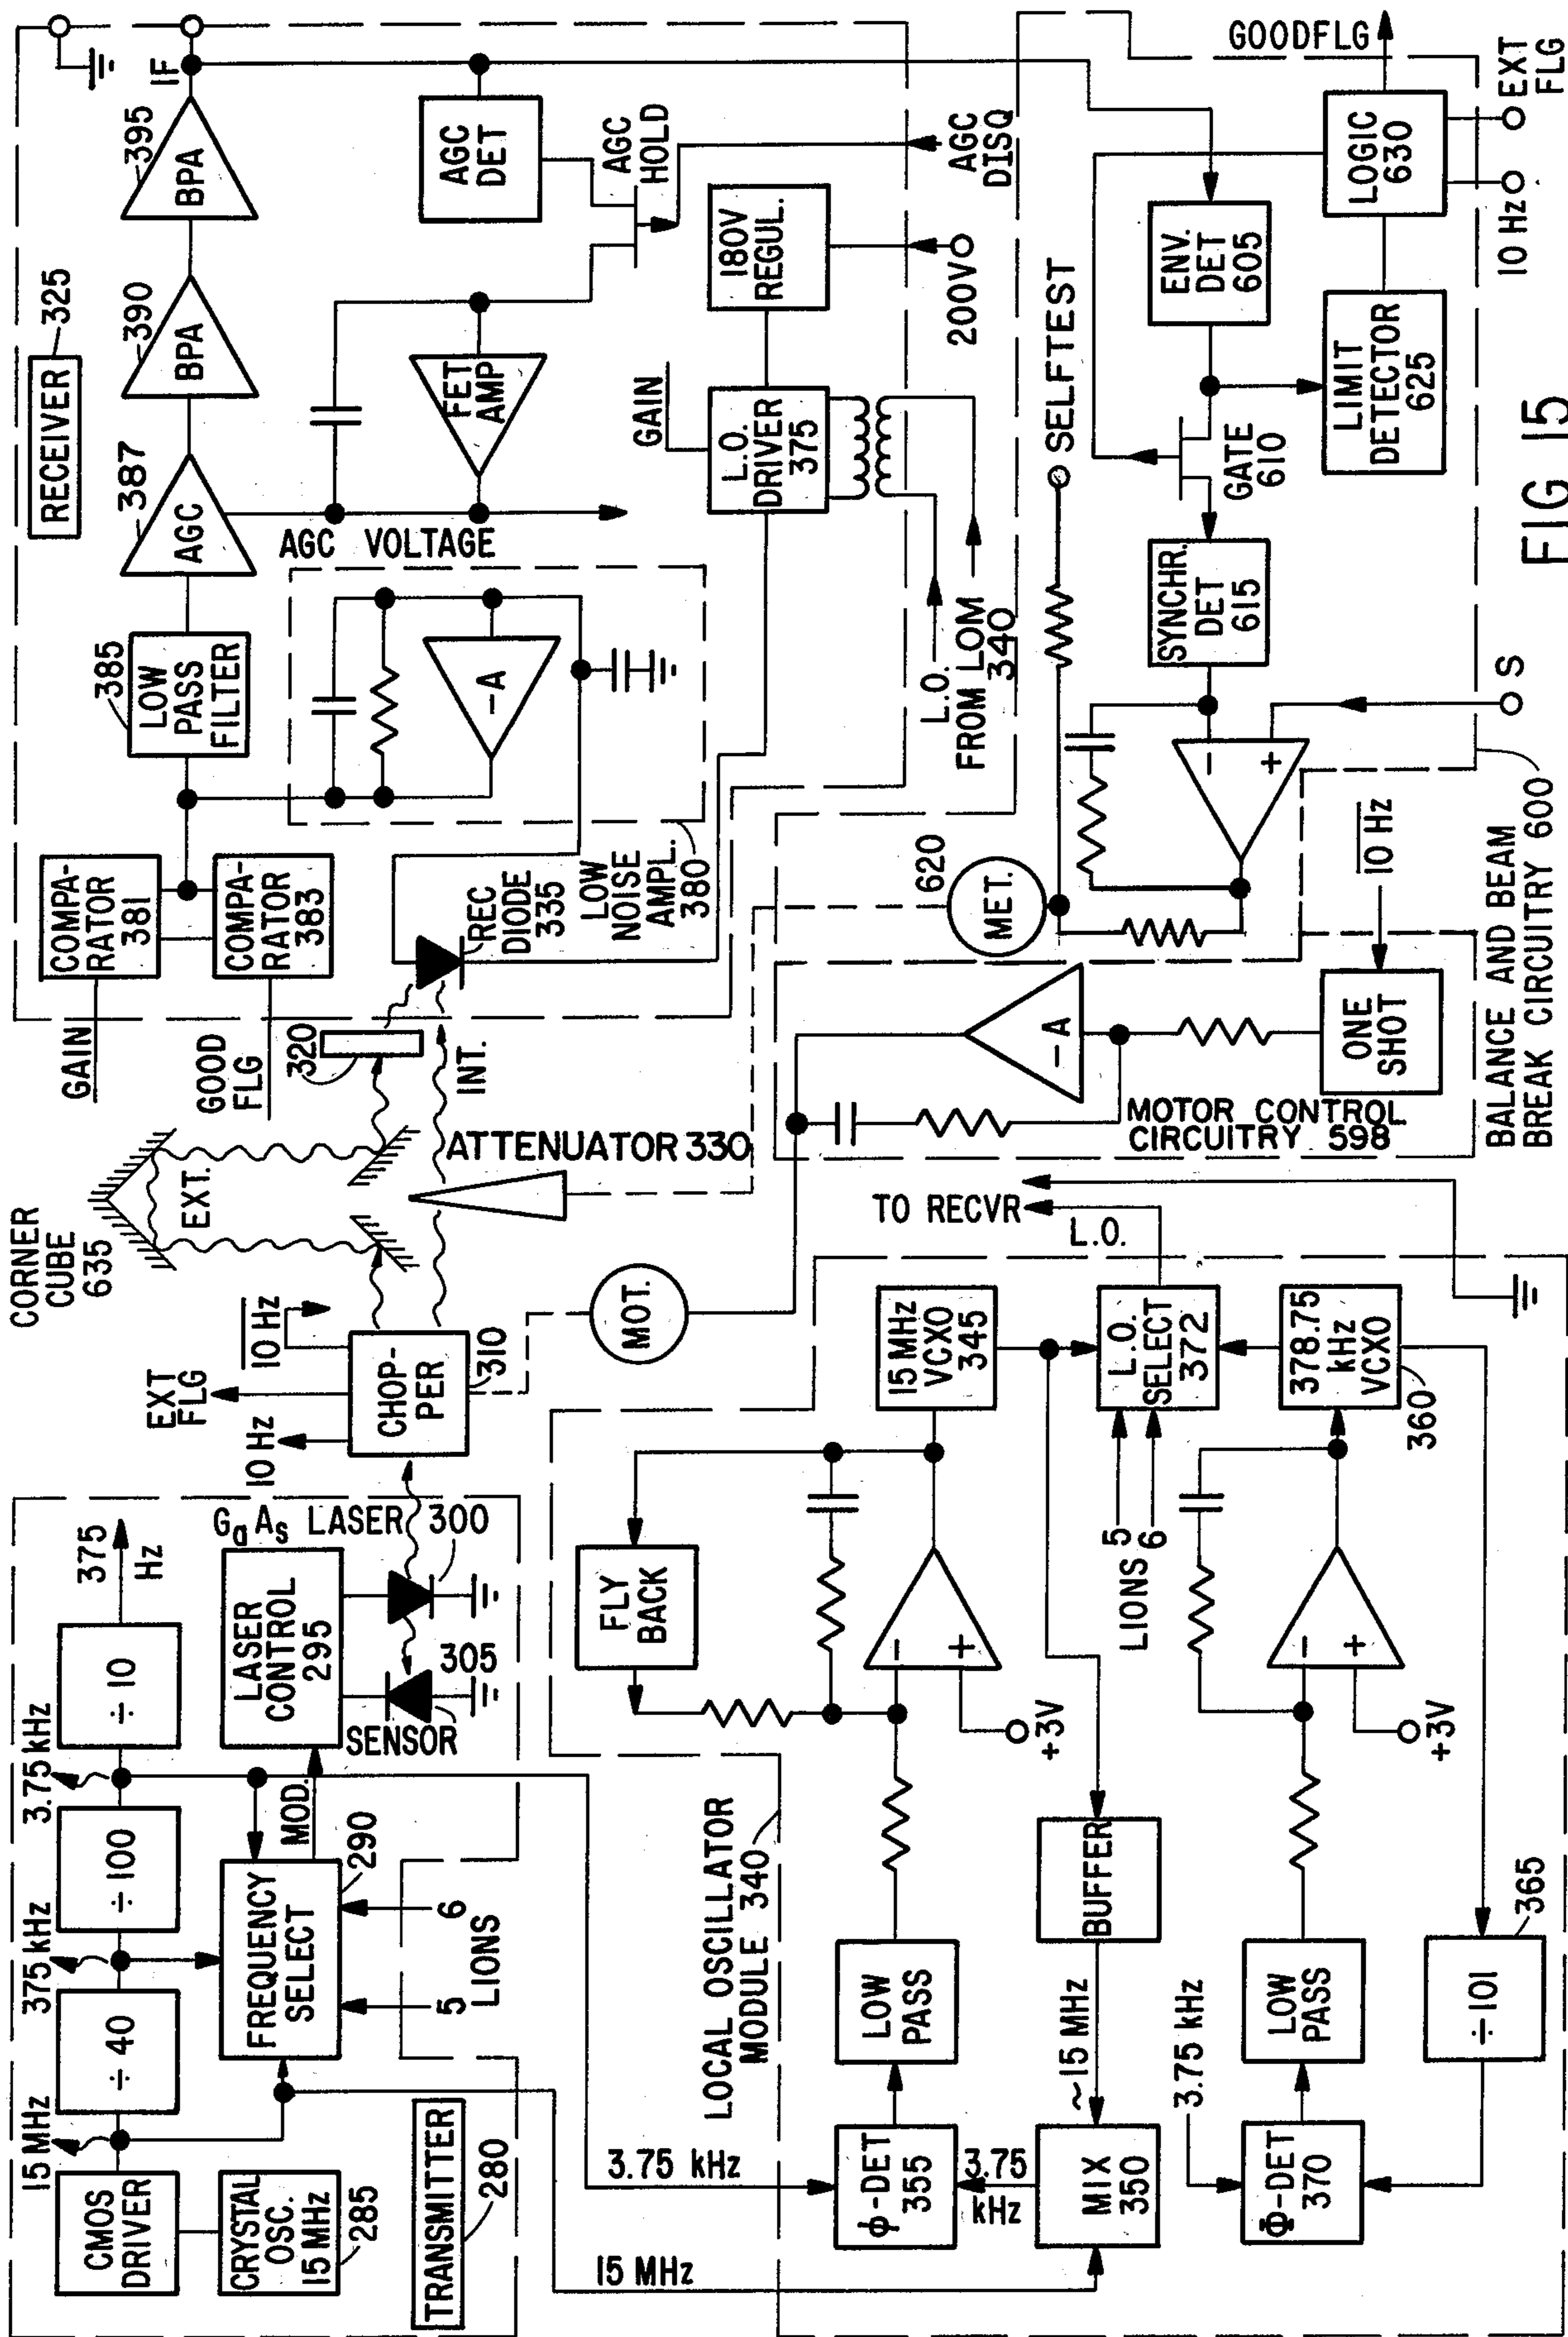 15 MHz
375 kHz
3.75 kHz
375
Hz
CMOS
DRIVER
÷ 40
÷ 100
÷ 10
CRYSTAL
OSC.
15 MHz
285
FREQUENCY
SELECT
290
MOD.
LASER
CONTROL
295
GaAs LASER 300
305
SENSOR
5
6
LIONS
TRANSMITTER
280
10 Hz
EXT
FLG
10 Hz
CHOP-
PER
310
MOT.
CORNER
CUBE
635
EXT.
INT.
ATTENUATOR 330
320
GAIN
GOOD
FLG
COMPA-
RATOR
381
COMPA-
RATOR
383
REC
DIODE
335
LOW
NOISE
AMPL.
380
-A
385
LOW
PASS
FILTER
387
AGC
AGC VOLTAGE
RECEIVER
325
390
BPA
395
BPA
IF
FET
AMP
AGC
DET
AGC
HOLD
AGC
DISQ
GAIN
L.O.
DRIVER
375
180V
REGUL.
200V
L.O.
FROM LOM
340
LOCAL OSCILLATOR
MODULE 340
3.75 kHz
15 MHz
ϕ-DET
355
3.75
kHz
MIX
350
LOW
PASS
~15 MHz
BUFFER
FLY
BACK
-
+
+3V
15 MHz
VCXO
345
L.O.
SELECT
372
LIONS
5
6
378.75
kHz
VCXO
360
-
+
+3V
3.75 kHz
Φ-DET
370
LOW
PASS
÷101
365
TO RECVR
L.O.
-A
MOTOR CONTROL
CIRCUITRY 598
ONE
SHOT
10 Hz
MET.
620
SELFTEST
-
+
S
SYNCHR.
DET
615
GATE
610
ENV.
DET
605
LIMIT
DETECTOR
625
LOGIC
630
GOODFLG
10 Hz
EXT
FLG
BALANCE AND BEAM
BREAK CIRCUITRY 600
FIG 15